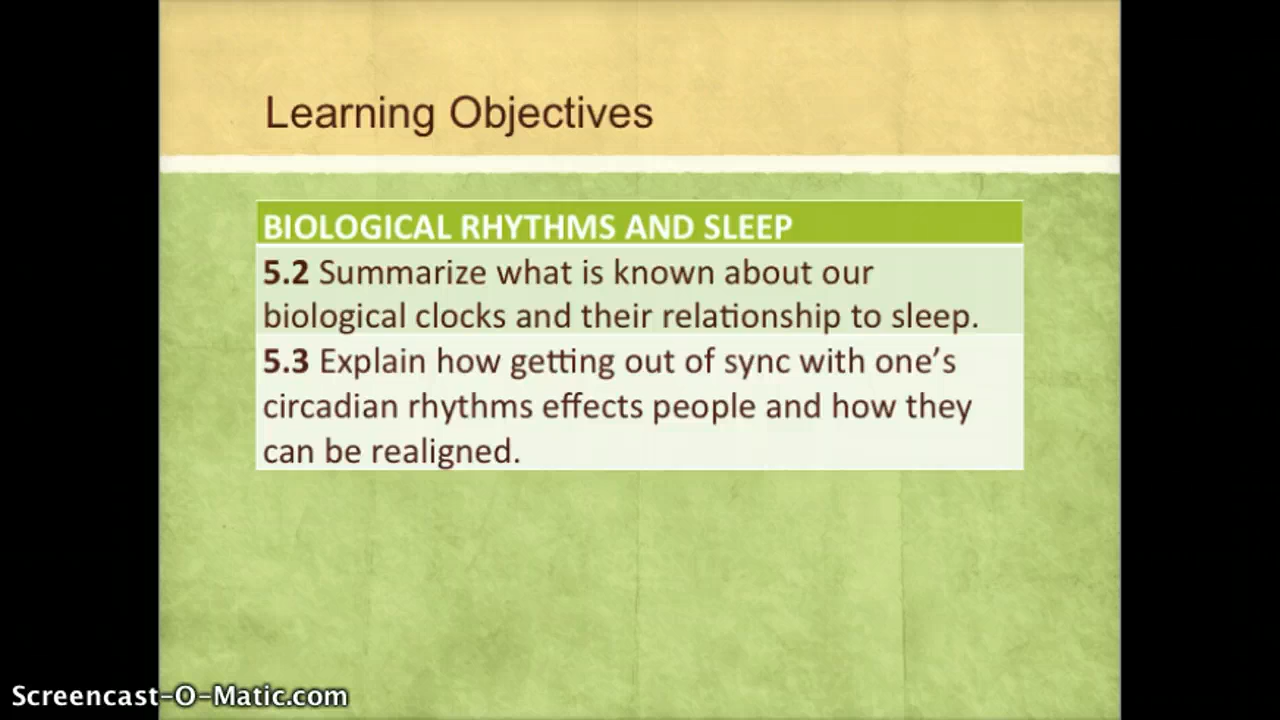 Learning Objectives
BIOLOGICAL RHYTHMS AND SLEEP
5.2 Summarize what is known about our
biological clocks and their relationship to sleep.
5.3 Explain how getting out of sync with one’s
circadian rhythms effects people and how they
can be realigned.
Screencast-O-Matic.com